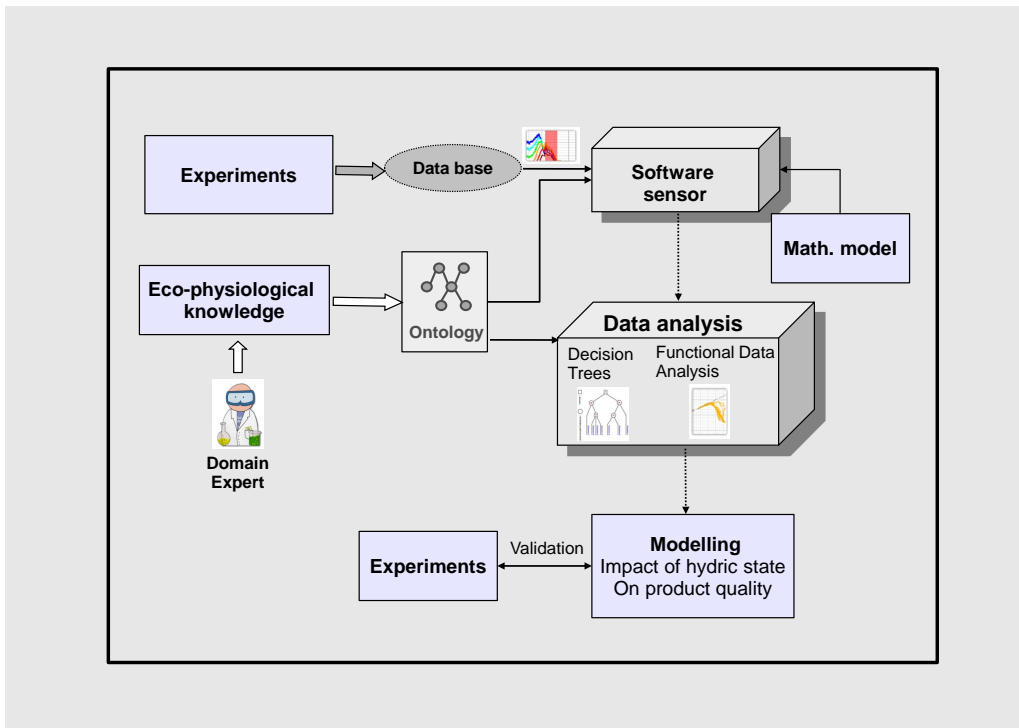 Experiments
Data base
Software
sensor
Math. model
Eco-physiological
knowledge
Ontology
Data analysis
Decision
Trees
Functional Data
Analysis
Domain
Expert
Experiments
Validation
Modelling
Impact of hydric state
On product quality